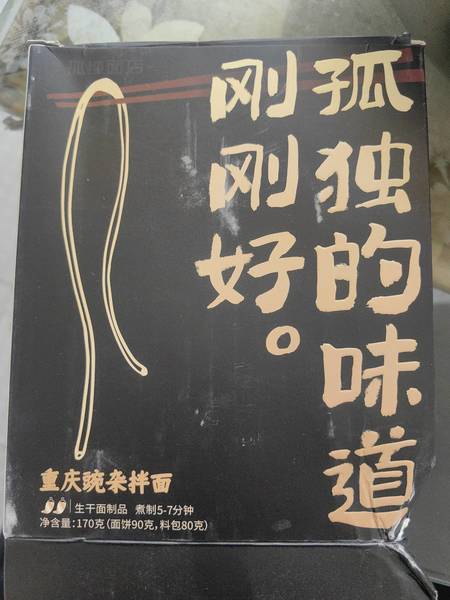 孤独的味道
刚刚好。
重庆豌杂拌面
生干面制品 煮制5-7分钟
净含量:170克(面饼90克,料包80克)